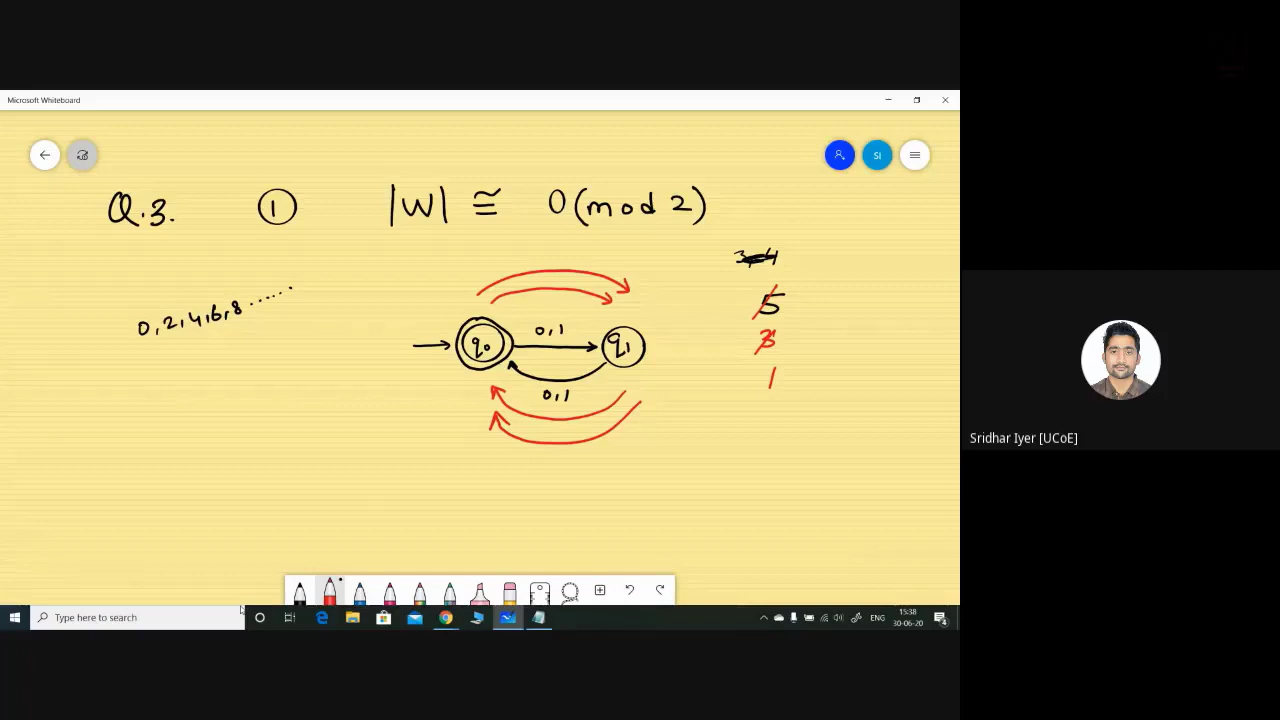 Microsoft Whiteboard
SI
Q.3. 1 |W| ≅ 0(mod 2)
0,2,4,6,8......
5
3
1
0,1
q0 q1
0,1
Sridhar Iyer [UCoE]
Type here to search
ENG
15:38
30-06-20
4